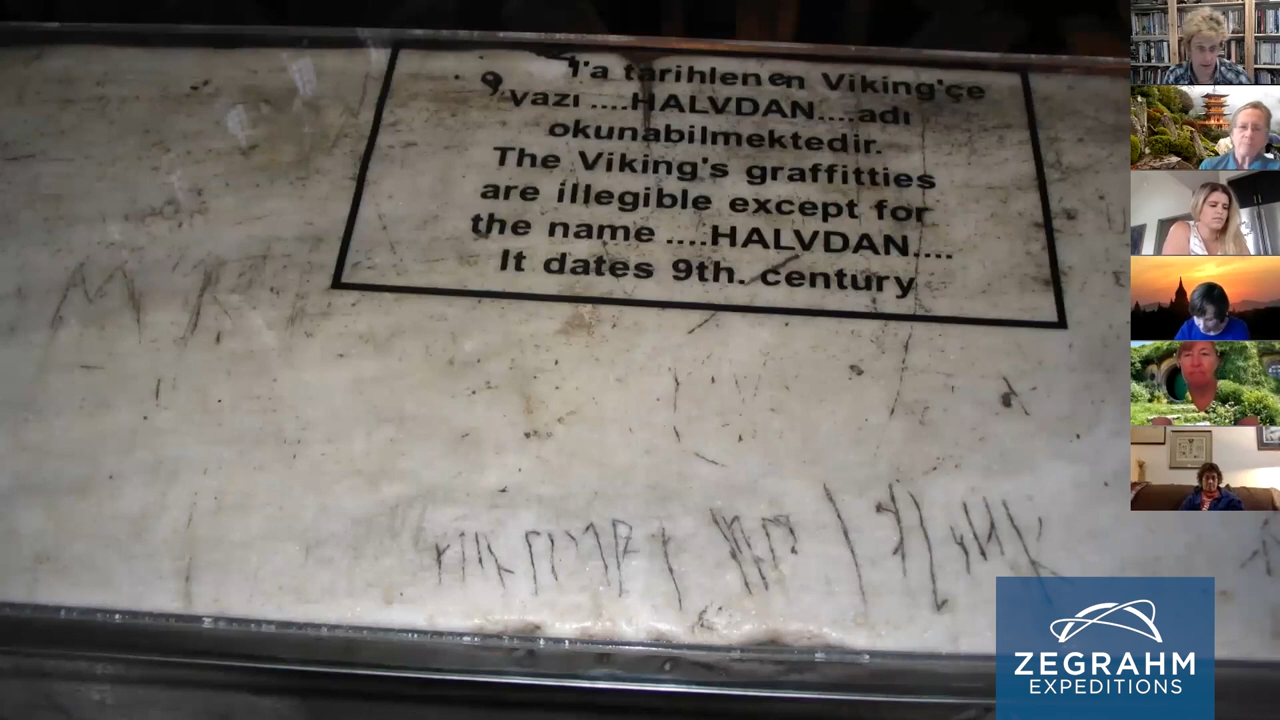 tarihlenen Viking'çe
yazı ....HALVDAN....adı
okunabilmektedir.
The Viking's graffitties
are illegible except for
the name ....HALVDAN....
It dates 9th. century
ZEGRAHM
EXPEDITIONS